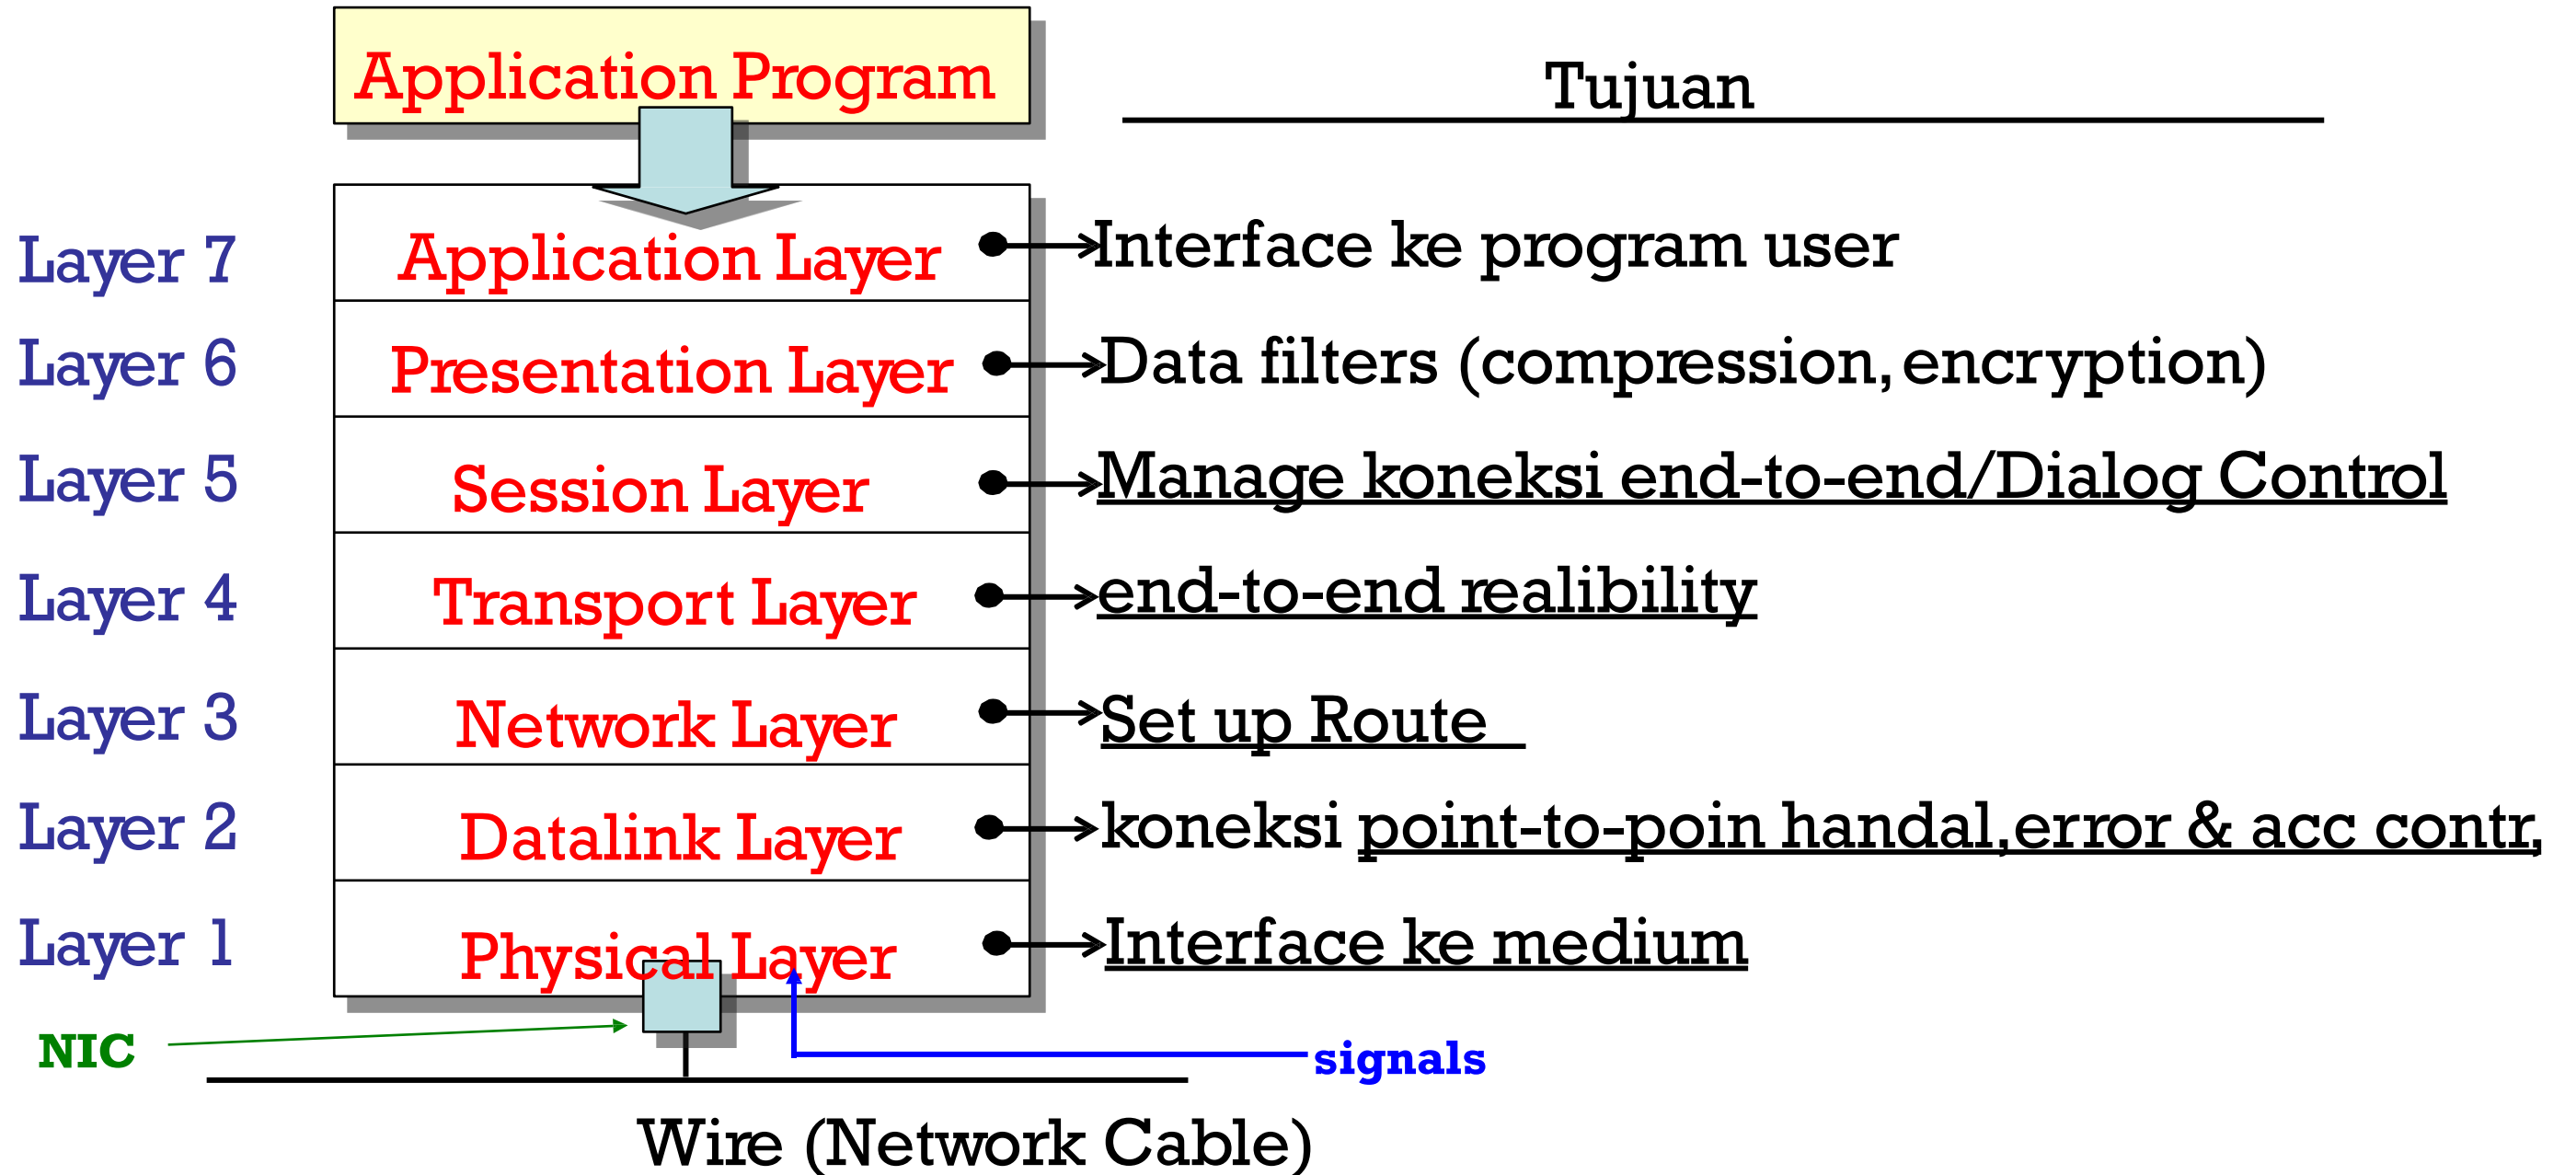 Application Program
Tujuan
Layer 7 Application Layer Interface ke program user
Layer 6 Presentation Layer Data filters (compression, encryption)
Layer 5 Session Layer Manage koneksi end-to-end/Dialog Control
Layer 4 Transport Layer end-to-end realibility
Layer 3 Network Layer Set up Route
Layer 2 Datalink Layer koneksi point-to-poin handal,error & acc contr,
Layer 1 Physical Layer Interface ke medium
NIC
signals
Wire (Network Cable)